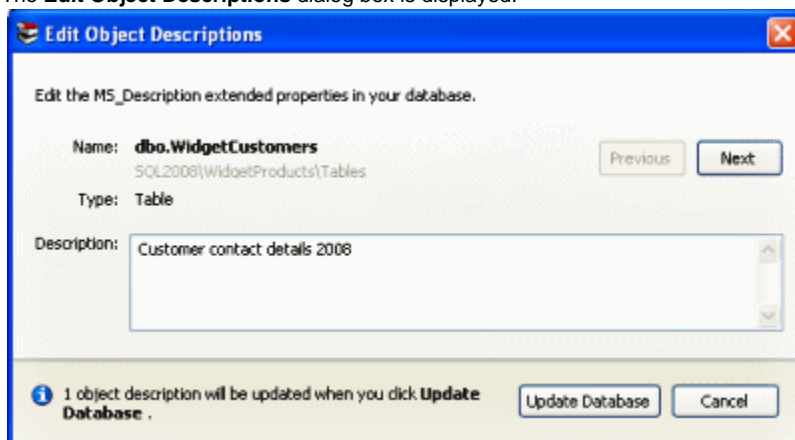 The Edit Object Descriptions dialog box is displayed.
Edit Object Descriptions
Edit the MS_Description extended properties in your database.
Name: dbo.WidgetCustomers Previous Next
SQL2008\WidgetProducts\Tables
Type: Table
Description: Customer contact details 2008
1 object description will be updated when you click Update
Database . Update Database Cancel